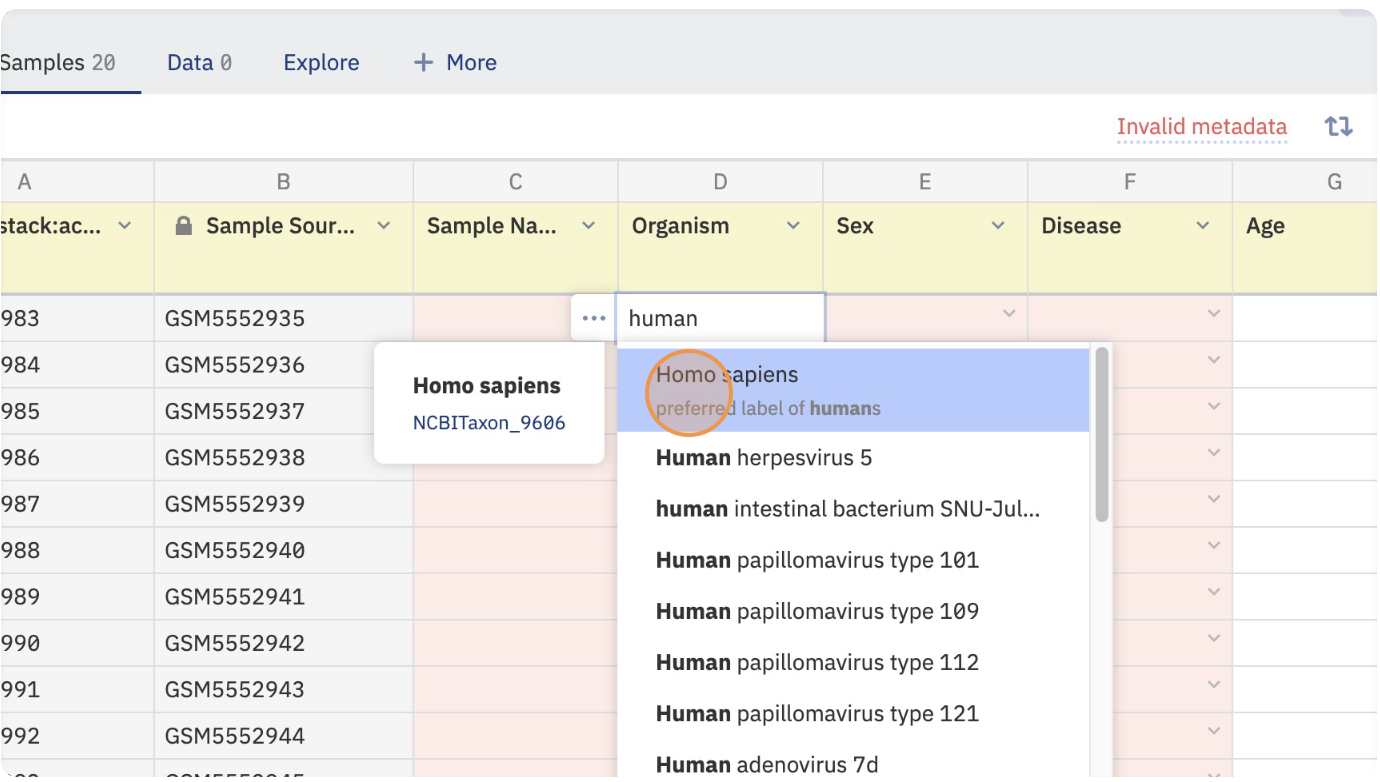 Samples 20 Data 0 Explore + More
Invalid metadata
A B C D E F G
stack:ac... Sample Sour... Sample Na... Organism Sex Disease Age
983 GSM5552935 ... human
984 GSM5552936
985 GSM5552937
986 GSM5552938
987 GSM5552939
988 GSM5552940
989 GSM5552941
990 GSM5552942
991 GSM5552943
992 GSM5552944
Homo sapiens
NCBITaxon_9606
Homo sapiens
preferred label of humans
Human herpesvirus 5
human intestinal bacterium SNU-Jul...
Human papillomavirus type 101
Human papillomavirus type 109
Human papillomavirus type 112
Human papillomavirus type 121
Human adenovirus 7d